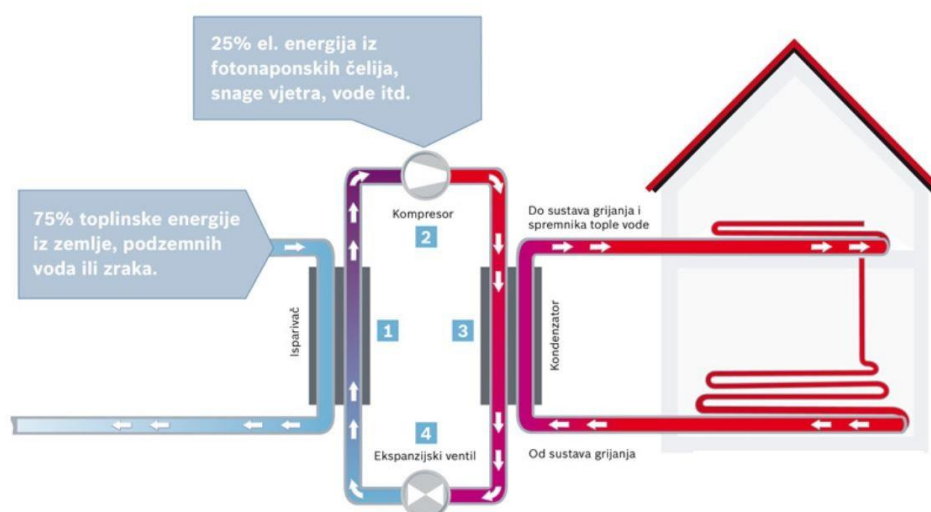 25% el. energija iz
fotonaponskih čelija,
snage vjetra, vode itd.
75% toplinske energije
iz zemlje, podzemnih
voda ili zraka.
Kompresor
2
Do sustava grijanja i
spremnika tople vode
Isparivač
1
3
Kondenzator
4
Ekspanzijski ventil
Od sustava grijanja